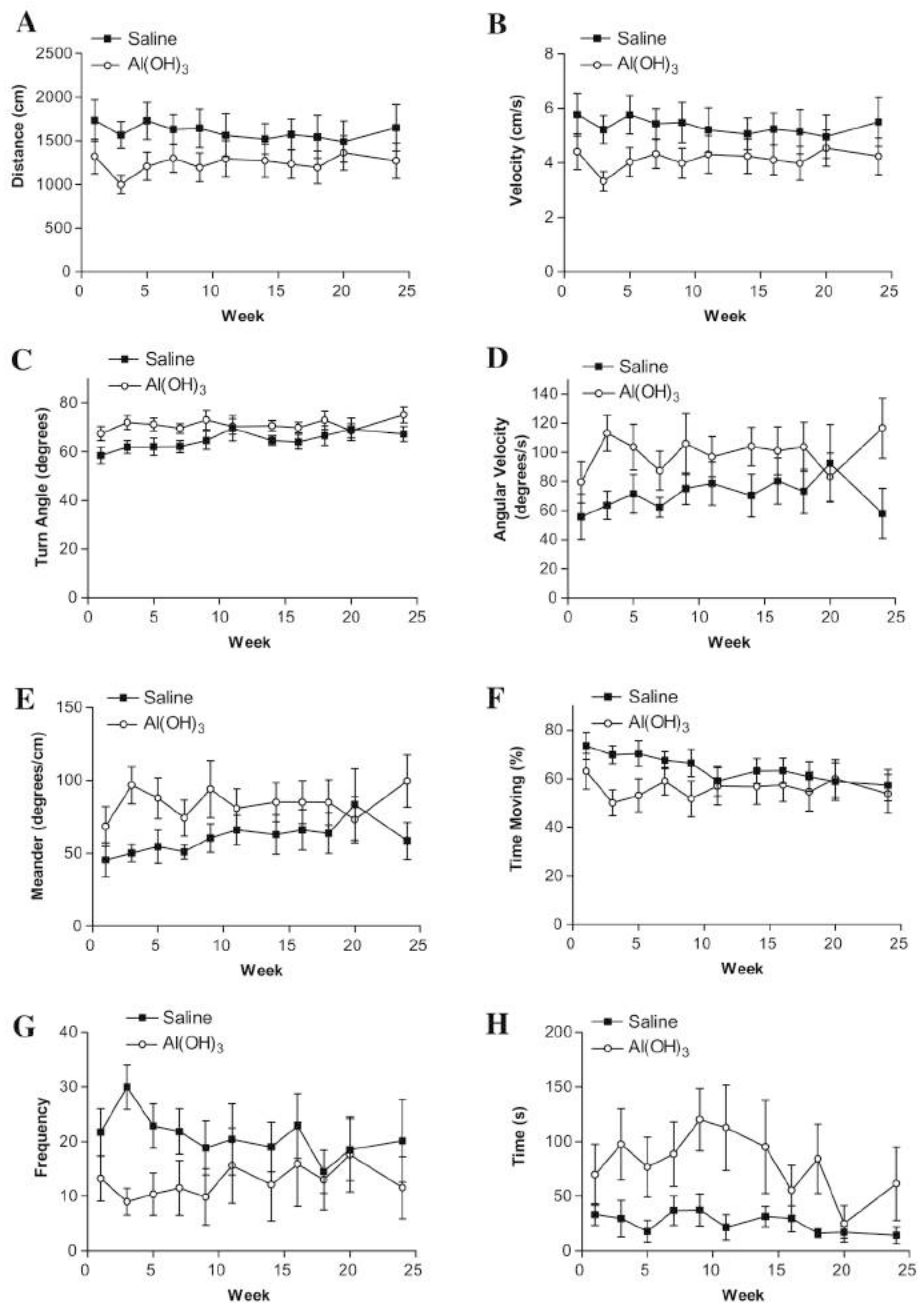 A
Saline
Al(OH)3
2500
2000
1500
1000
500
0
Distance (cm)
0 5 10 15 20 25
Week
B
Saline
Al(OH)3
8
6
4
2
0
Velocity (cm/s)
0 5 10 15 20 25
Week
C
Saline
Al(OH)3
80
60
40
20
0
Turn Angle (degrees)
0 5 10 15 20 25
Week
D
Saline
Al(OH)3
140
120
100
80
60
40
20
0
Angular Velocity
(degrees/s)
0 5 10 15 20 25
Week
E
Saline
Al(OH)3
150
100
50
0
Meander (degrees/cm)
0 5 10 15 20 25
Week
F
Saline
Al(OH)3
80
60
40
20
0
Time Moving (%)
0 5 10 15 20 25
Week
G
Saline
Al(OH)3
40
30
20
10
0
Frequency
0 5 10 15 20 25
Week
H
Saline
Al(OH)3
200
150
100
50
0
Time (s)
0 5 10 15 20 25
Week